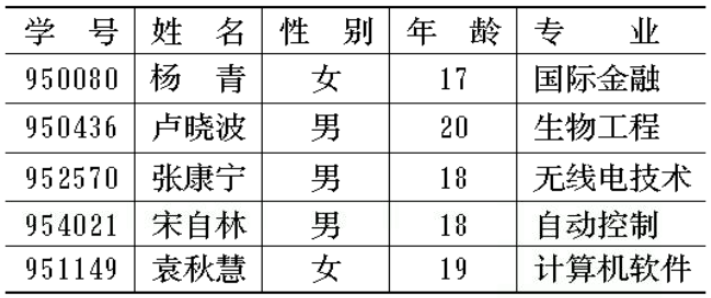 学 号 姓 名 性 别 年 龄 专 业
950080 杨 青 女 17 国际金融
950436 卢晓波 男 20 生物工程
952570 张康宁 男 18 无线电技术
954021 宋自林 男 18 自动控制
951149 袁秋慧 女 19 计算机软件